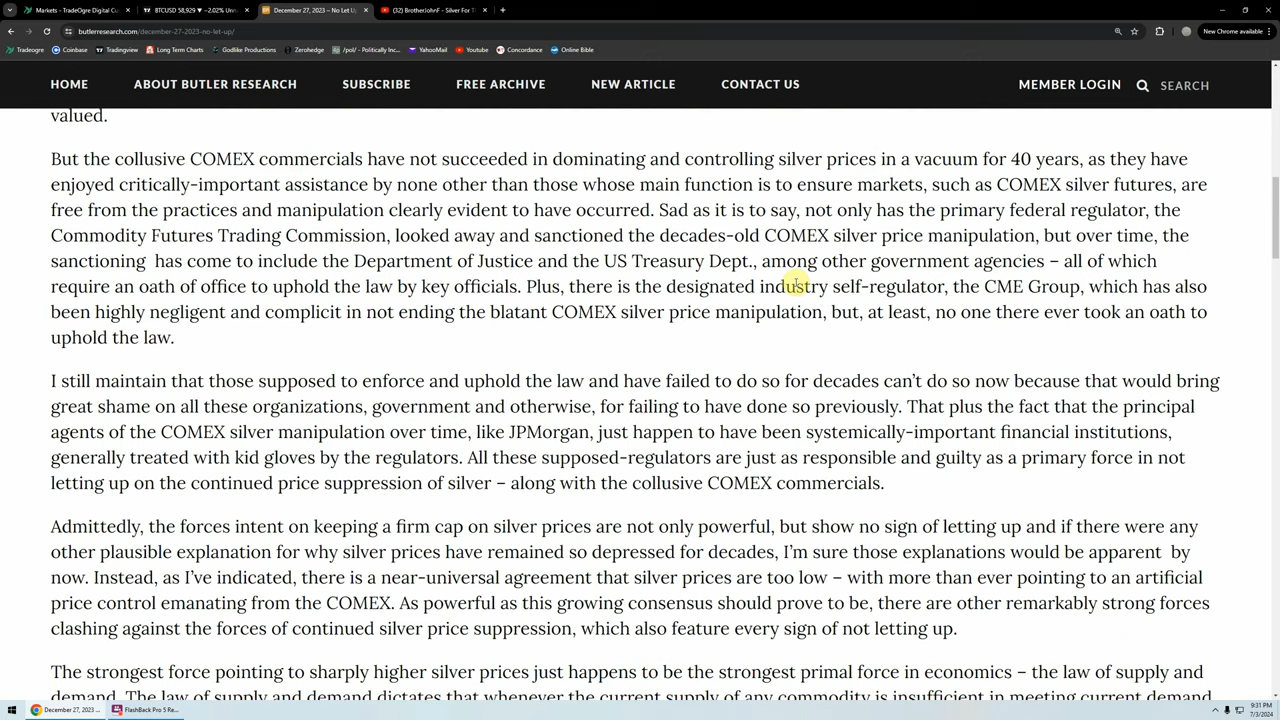 Markets - TradeOgre Digital Cu
BTCUSD 58,929 ▼ −2.02% Unn
December 27, 2023 – No Let U
(32) BrotherJohnF - Silver For T
butlerresearch.com/december-27-2023-no-let-up/
New Chrome available
Tradeogre
Coinbase
Tradingview
Long Term Charts
Godlike Productions
Zerohedge
/pol/ - Politically Inc...
YahooMail
Youtube
Concordance
Online Bible
HOME ABOUT BUTLER RESEARCH SUBSCRIBE FREE ARCHIVE NEW ARTICLE CONTACT US MEMBER LOGIN SEARCH
valued.
But the collusive COMEX commercials have not succeeded in dominating and controlling silver prices in a vacuum for 40 years, as they have
enjoyed critically-important assistance by none other than those whose main function is to ensure markets, such as COMEX silver futures, are
free from the practices and manipulation clearly evident to have occurred. Sad as it is to say, not only has the primary federal regulator, the
Commodity Futures Trading Commission, looked away and sanctioned the decades-old COMEX silver price manipulation, but over time, the
sanctioning has come to include the Department of Justice and the US Treasury Dept., among other government agencies – all of which
require an oath of office to uphold the law by key officials. Plus, there is the designated industry self-regulator, the CME Group, which has also
been highly negligent and complicit in not ending the blatant COMEX silver price manipulation, but, at least, no one there ever took an oath to
uphold the law.
I still maintain that those supposed to enforce and uphold the law and have failed to do so for decades can’t do so now because that would bring
great shame on all these organizations, government and otherwise, for failing to have done so previously. That plus the fact that the principal
agents of the COMEX silver manipulation over time, like JPMorgan, just happen to have been systemically-important financial institutions,
generally treated with kid gloves by the regulators. All these supposed-regulators are just as responsible and guilty as a primary force in not
letting up on the continued price suppression of silver – along with the collusive COMEX commercials.
Admittedly, the forces intent on keeping a firm cap on silver prices are not only powerful, but show no sign of letting up and if there were any
other plausible explanation for why silver prices have remained so depressed for decades, I’m sure those explanations would be apparent by
now. Instead, as I’ve indicated, there is a near-universal agreement that silver prices are too low – with more than ever pointing to an artificial
price control emanating from the COMEX. As powerful as this growing consensus should prove to be, there are other remarkably strong forces
clashing against the forces of continued silver price suppression, which also feature every sign of not letting up.
The strongest force pointing to sharply higher silver prices just happens to be the strongest primal force in economics – the law of supply and
demand. The law of supply and demand dictates that whenever the current supply of any commodity is insufficient in meeting current demand
December 27, 2023 ...
FlashBack Pro 5 Re...
9:31 PM
7/3/2024